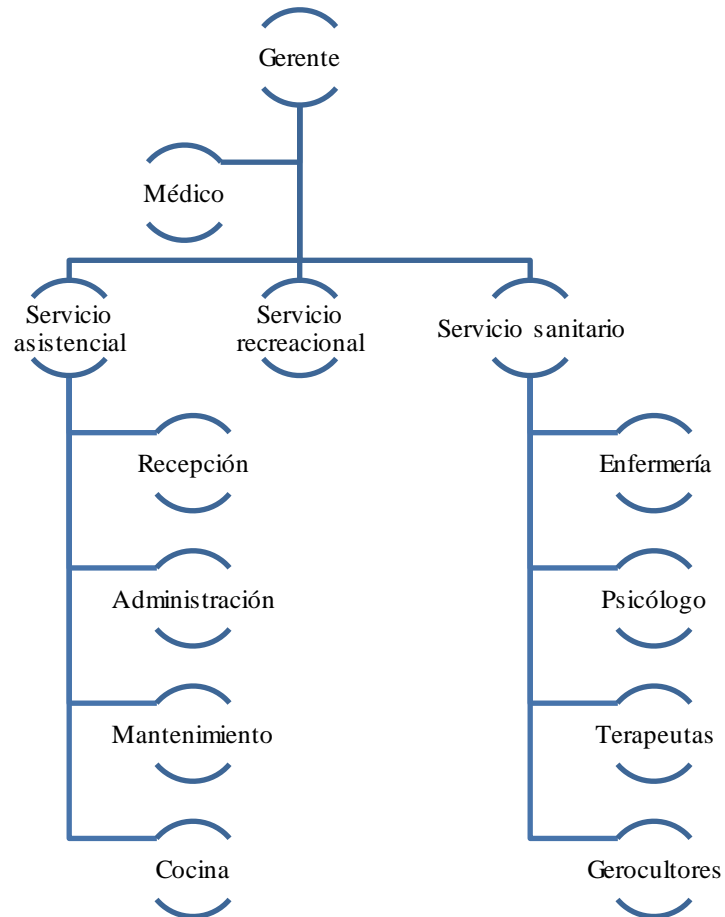 Gerente
Médico
Servicio
asistencial
Servicio
recreacional
Servicio sanitario
Recepción
Administración
Mantenimiento
Cocina
Enfermería
Psicólogo
Terapeutas
Gerocultores